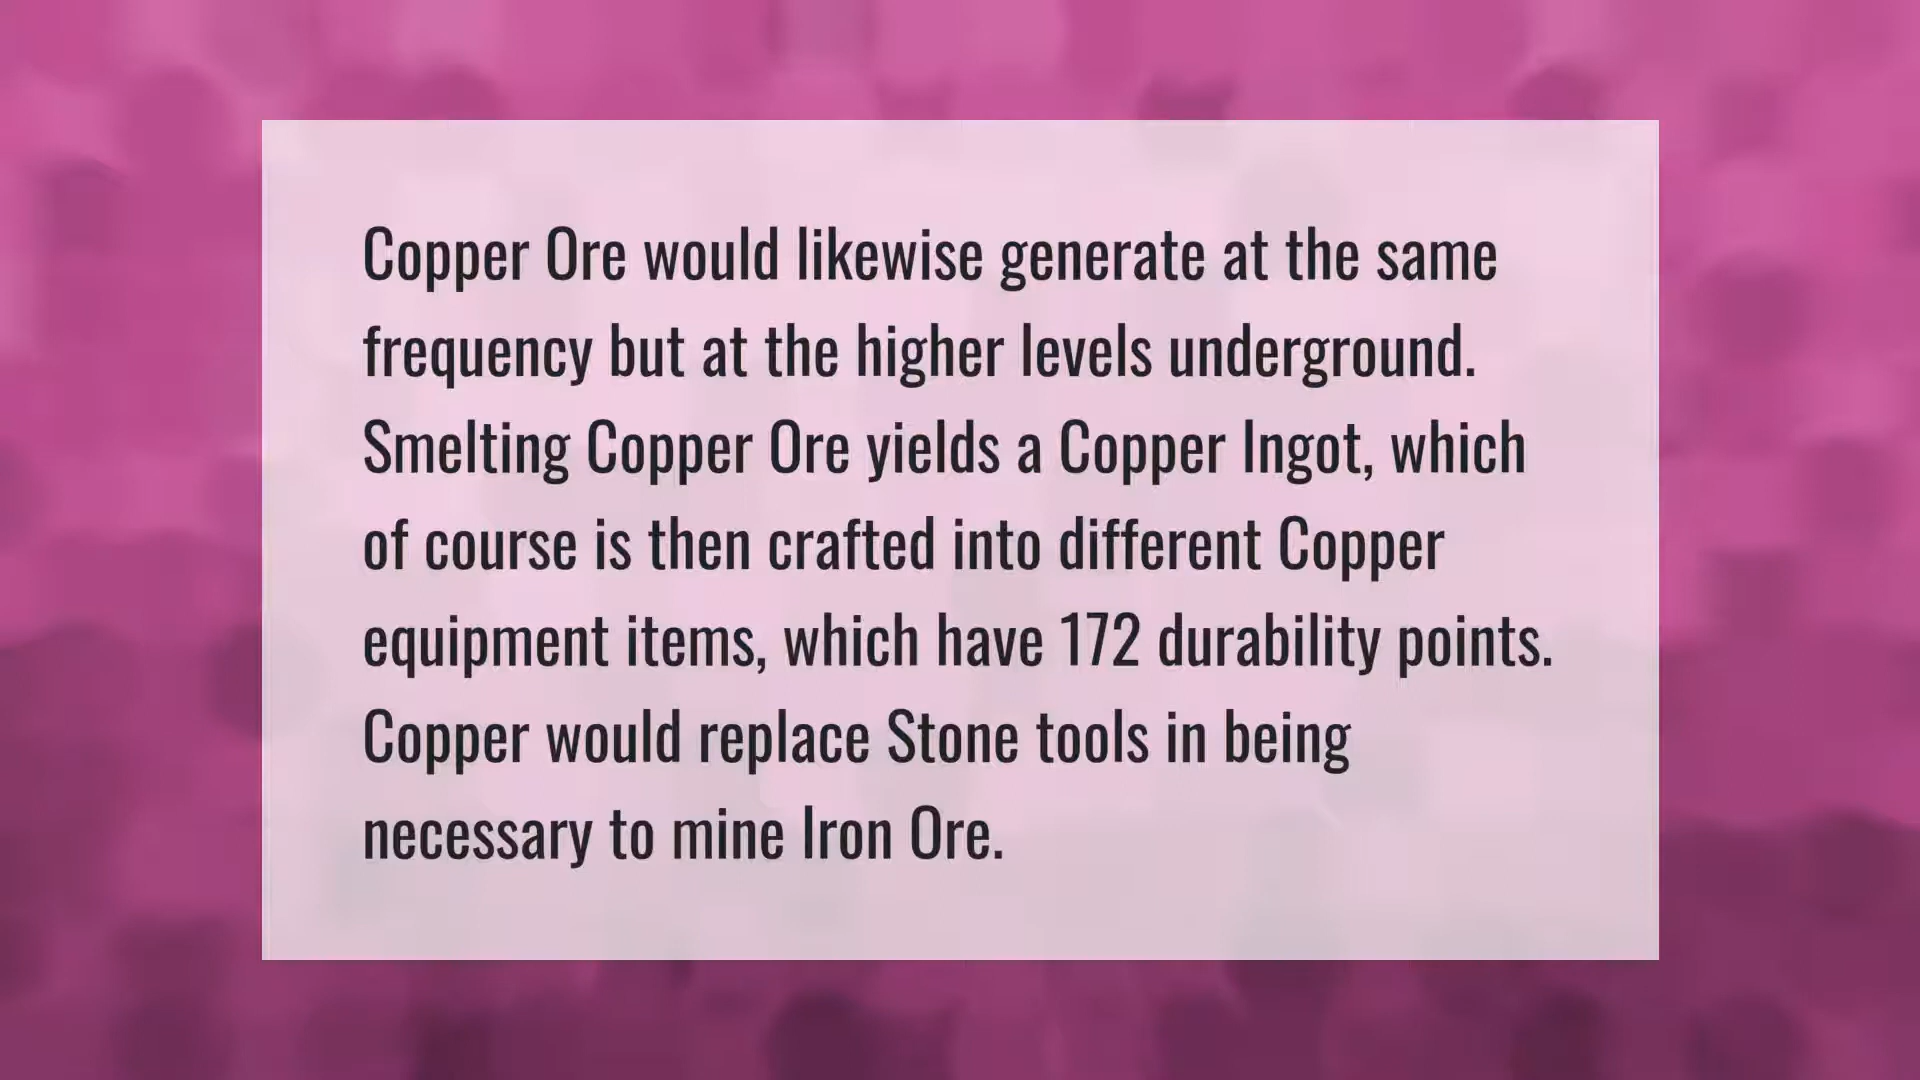 Copper Ore would likewise generate at the same
frequency but at the higher levels underground.
Smelting Copper Ore yields a Copper Ingot, which
of course is then crafted into different Copper
equipment items, which have 172 durability points.
Copper would replace Stone tools in being
necessary to mine Iron Ore.